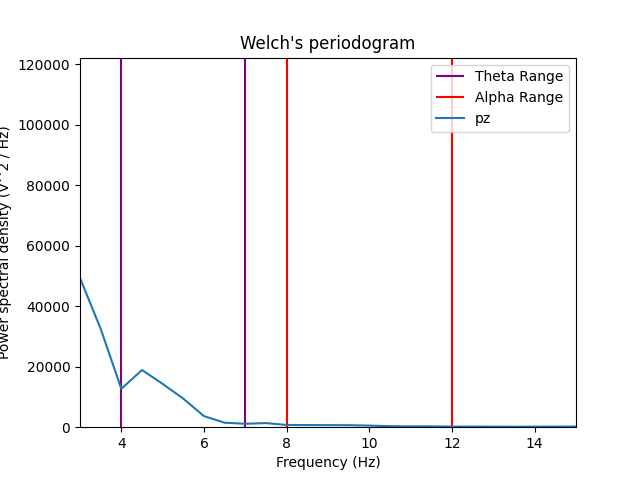 Welch's periodogram
Power spectral density (V**2 / Hz)
120000
100000
80000
60000
40000
20000
0
4
6
8
10
12
14
Frequency (Hz)
Theta Range
Alpha Range
pz